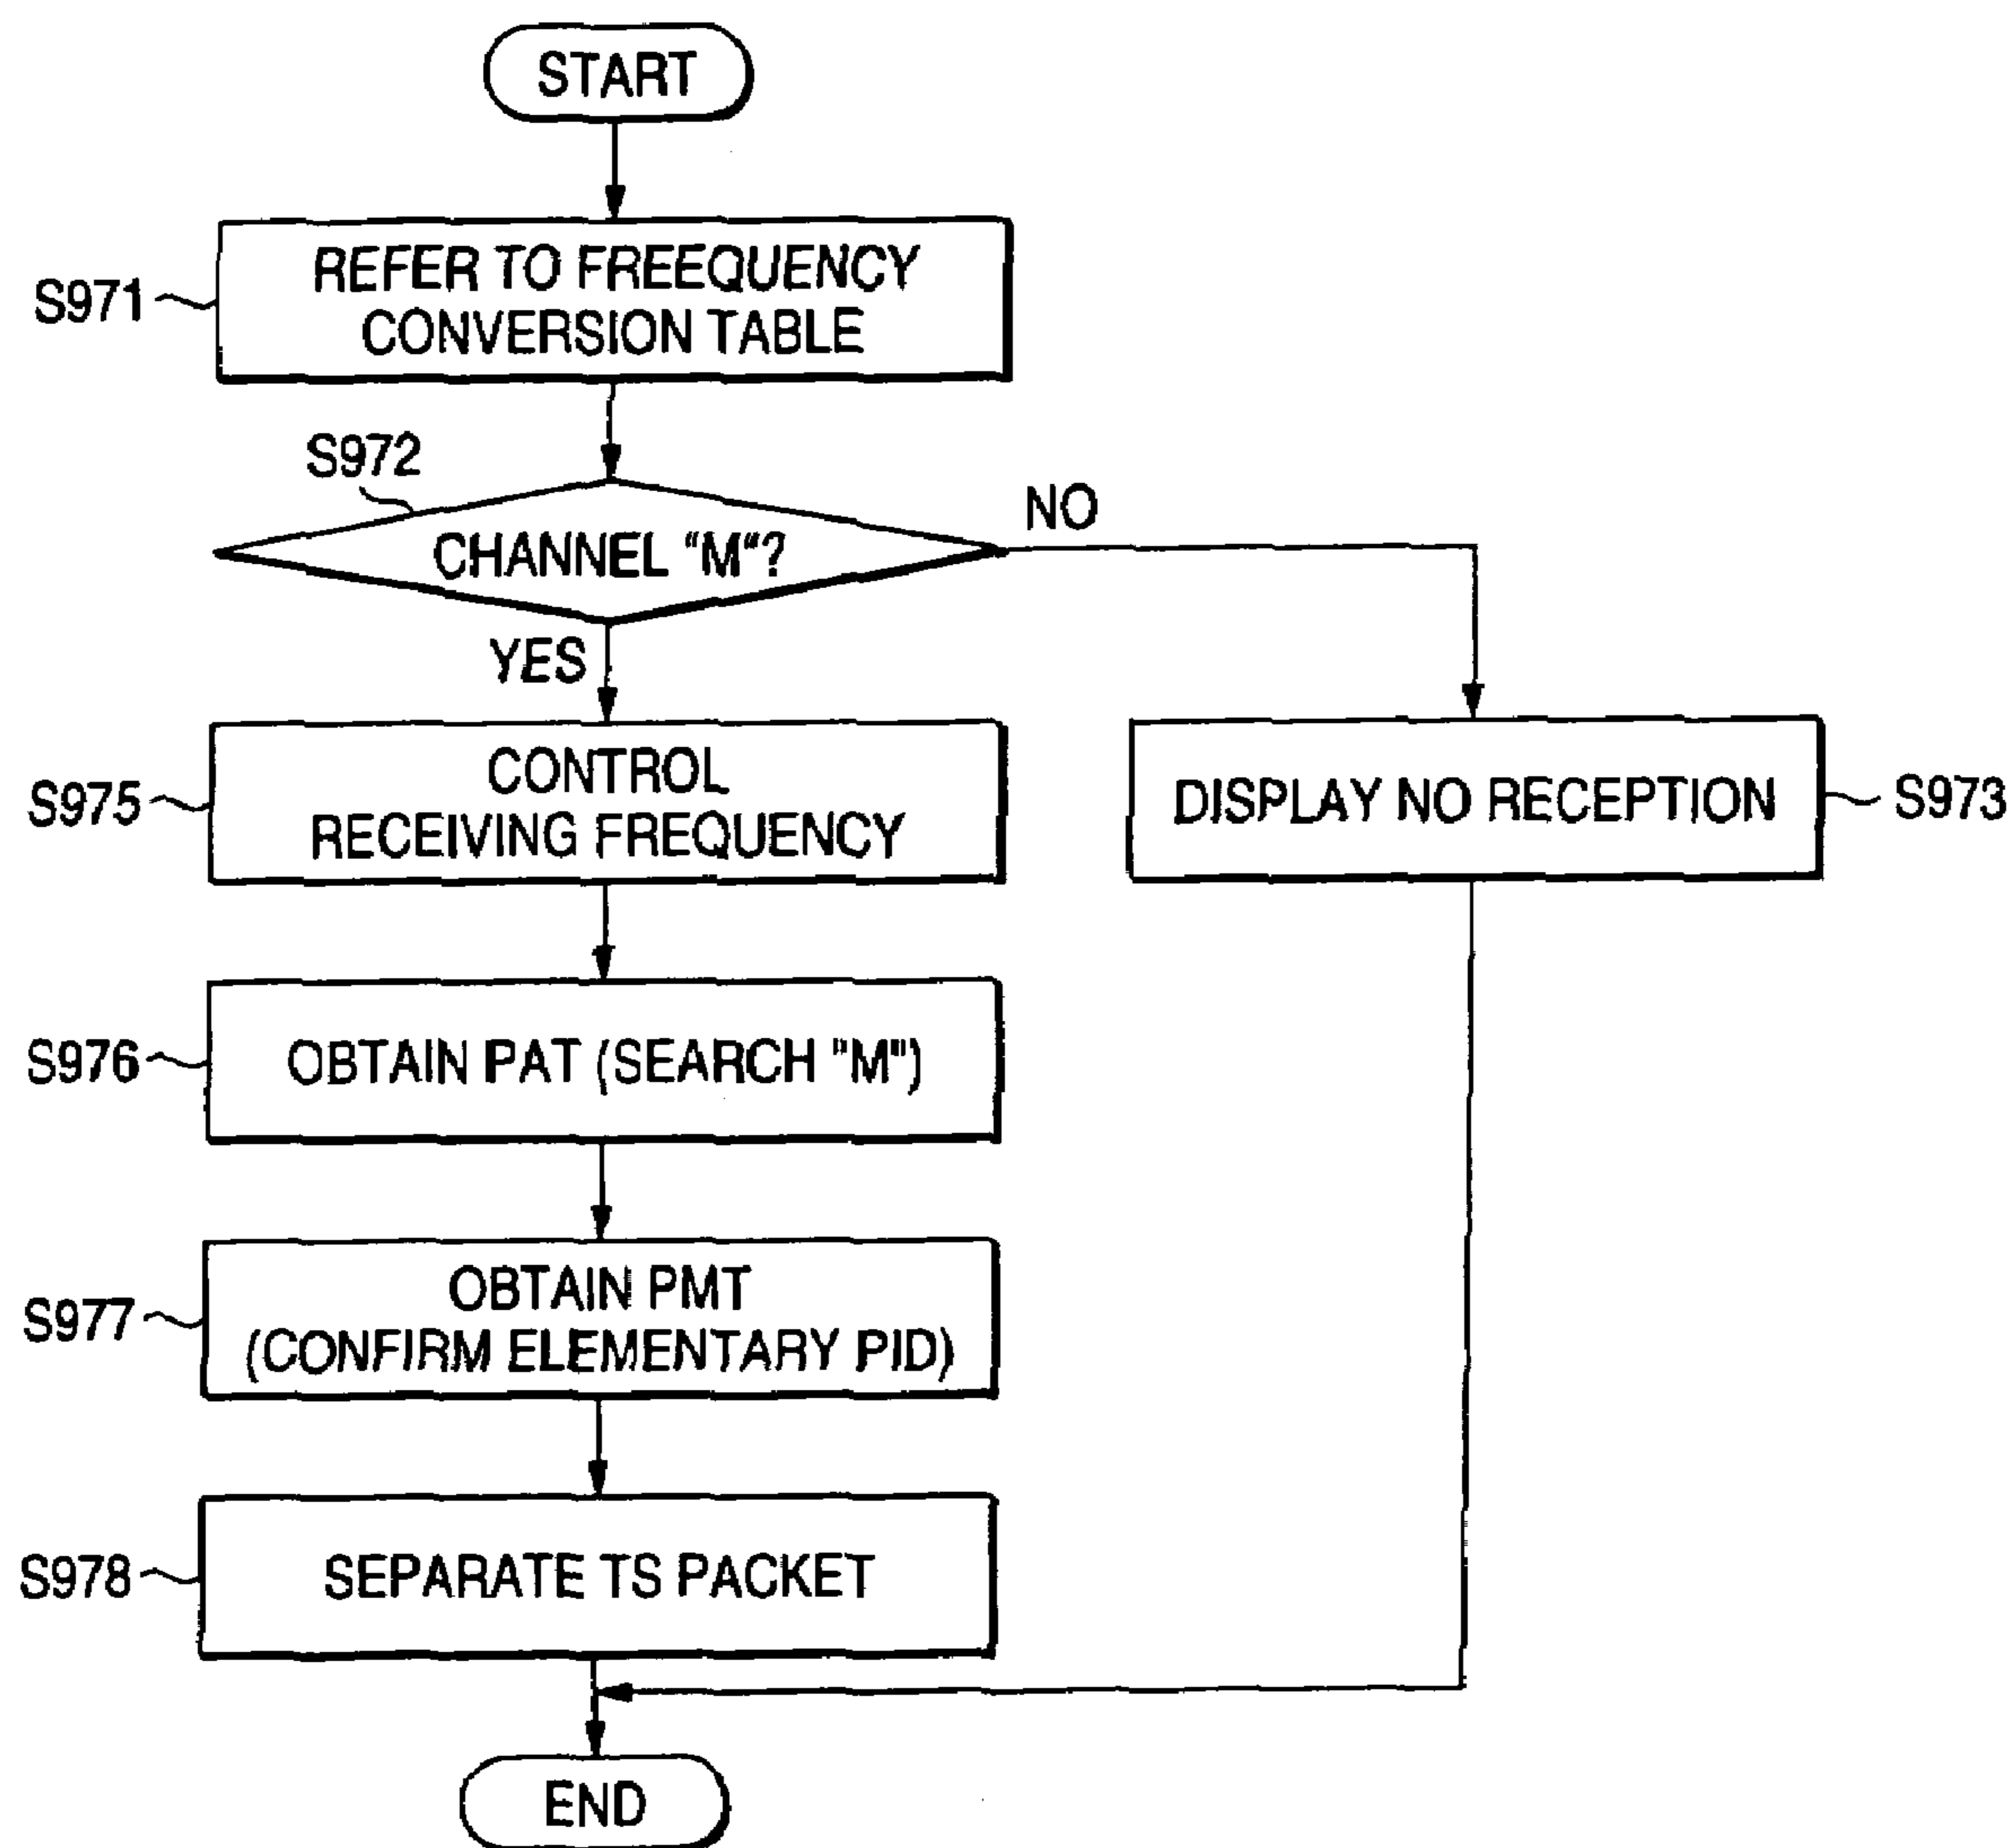 START
S971
REFER TO FREEQUENCY
CONVERSION TABLE
S972
CHANNEL "M"?
NO
YES
S975
CONTROL
RECEIVING FREQUENCY
DISPLAY NO RECEPTION
S973
S976
OBTAIN PAT (SEARCH "M")
S977
OBTAIN PMT
(CONFIRM ELEMENTARY PID)
S978
SEPARATE TS PACKET
END